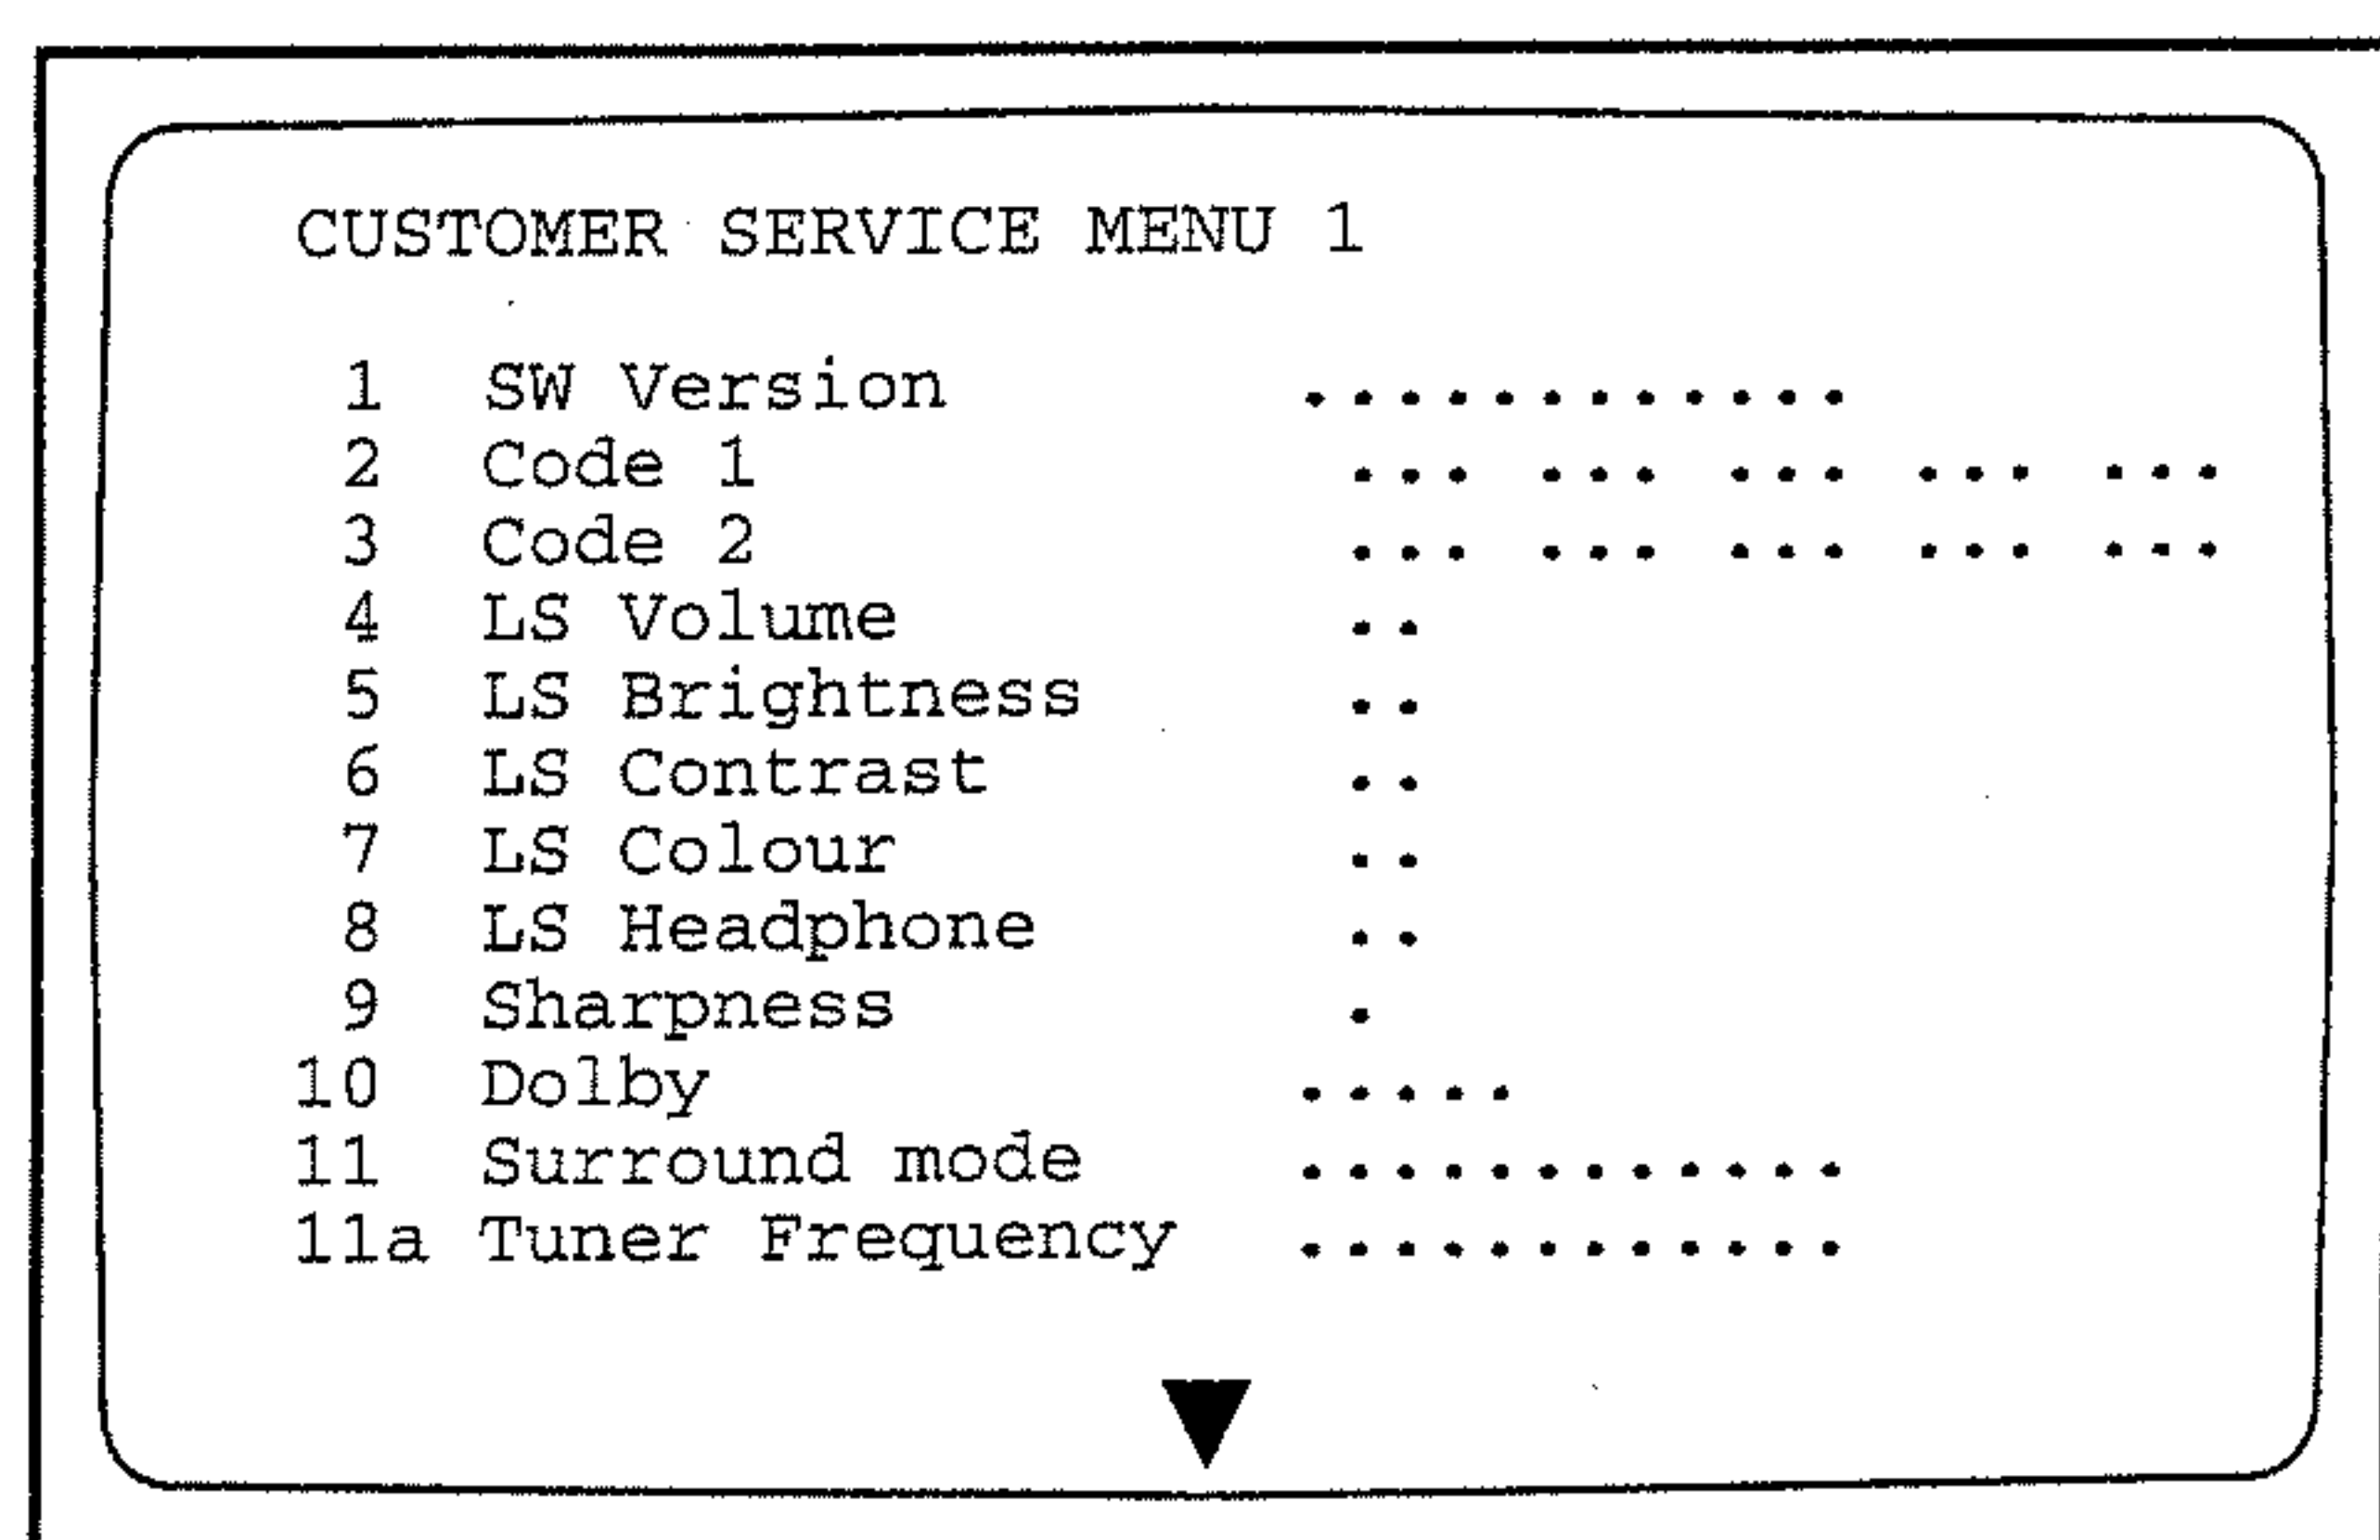 CUSTOMER SERVICE MENU 1
1 SW Version . . . . . . . . . . . .
2 Code 1 ... ... ... ... ...
3 Code 2 ... ... ... ... ...
4 LS Volume ..
5 LS Brightness ..
6 LS Contrast ..
7 LS Colour ..
8 LS Headphone ..
9 Sharpness .
10 Dolby .....
11 Surround mode ............
11a Tuner Frequency ............